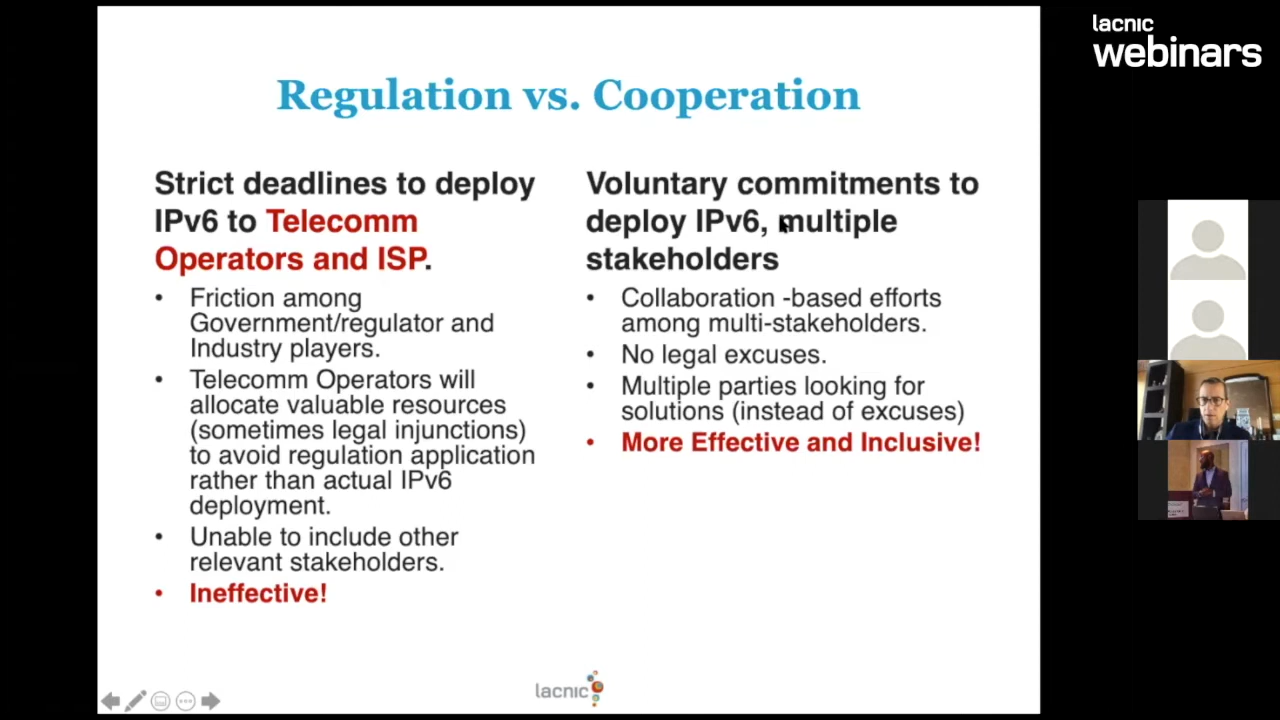 Regulation vs. Cooperation
Strict deadlines to deploy
IPv6 to Telecomm
Operators and ISP.
• Friction among
Government/regulator and
Industry players.
• Telecomm Operators will
allocate valuable resources
(sometimes legal injunctions)
to avoid regulation application
rather than actual IPv6
deployment.
• Unable to include other
relevant stakeholders.
• Ineffective!
Voluntary commitments to
deploy IPv6, multiple
stakeholders
• Collaboration -based efforts
among multi-stakeholders.
• No legal excuses.
• Multiple parties looking for
solutions (instead of excuses)
• More Effective and Inclusive!
lacnic
lacnic
webinars